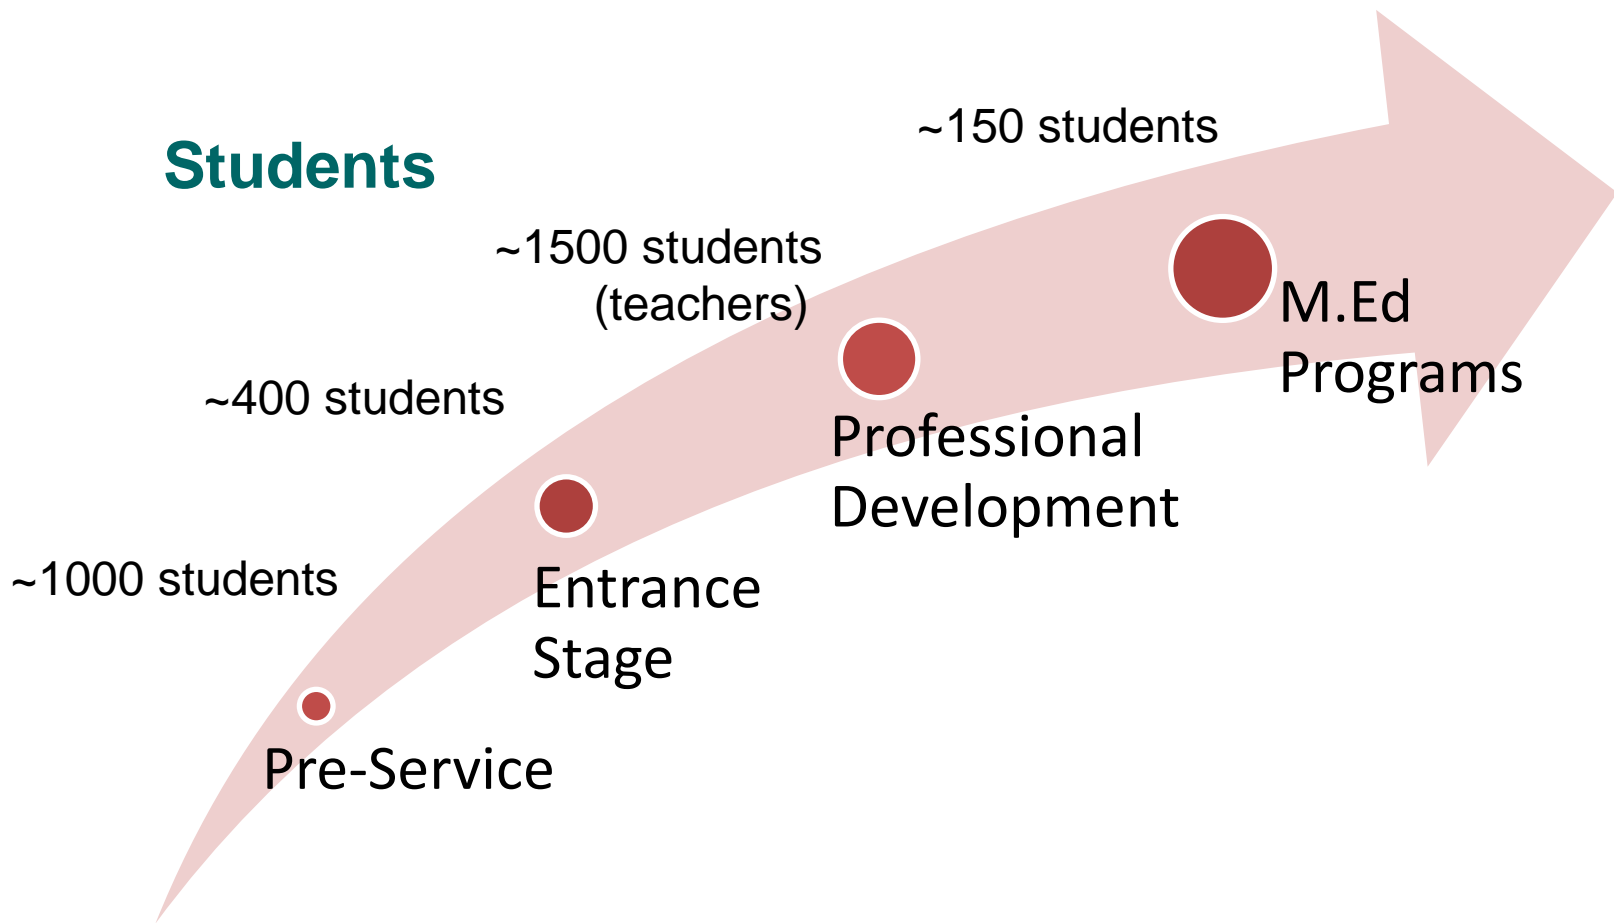 Students
~150 students
~1500 students
(teachers)
M.Ed
Programs
~400 students
Professional
Development
~1000 students
Entrance
Stage
Pre-Service